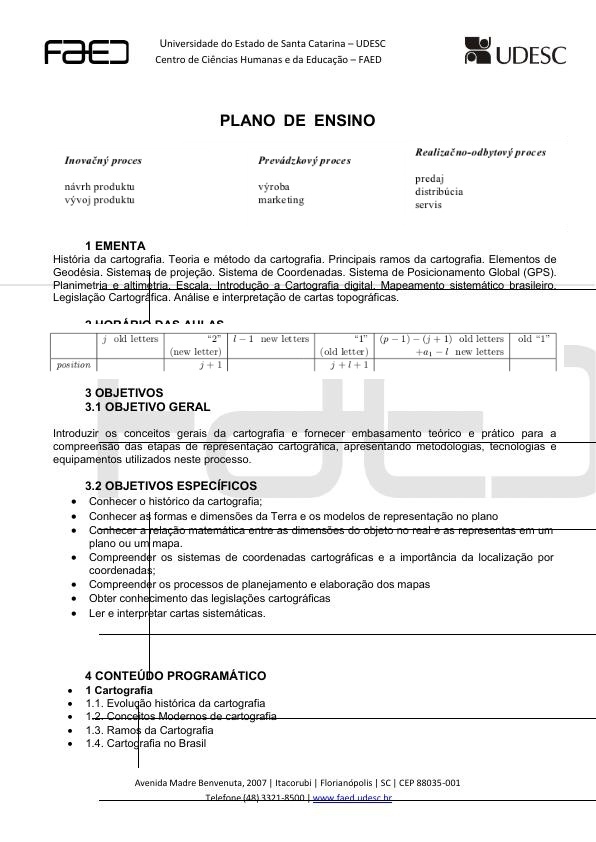 FAED
Universidade do Estado de Santa Catarina – UDESC
Centro de Ciências Humanas e da Educação – FAED
UDESC
PLANO DE ENSINO
Inovačný proces
návrh produktu
vývoj produktu
Prevádzkový proces
výroba
marketing
Realizačno-odbytový proces
predaj
distribúcia
servis
1 EMENTA
História da cartografia. Teoria e método da cartografia. Principais ramos da cartografia. Elementos de
Geodésia. Sistemas de projeção. Sistema de Coordenadas. Sistema de Posicionamento Global (GPS).
Planimetria e altimetria. Escala. Introdução a Cartografia digital. Mapeamento sistemático brasileiro.
Legislação Cartográfica. Análise e interpretação de cartas topográficas.
2 HORÁRIO DAS AULAS
j old letters "2" l − 1 new letters "1" (p − 1) − (j + 1) old letters old "1"
(new letter) (old letter) +a₁ − l new letters
position j + 1 j + l + 1
3 OBJETIVOS
3.1 OBJETIVO GERAL
Introduzir os conceitos gerais da cartografia e fornecer embasamento teórico e prático para a
compreensão das etapas de representação cartográfica, apresentando metodologias, tecnologias e
equipamentos utilizados neste processo.
3.2 OBJETIVOS ESPECÍFICOS
• Conhecer o histórico da cartografia;
• Conhecer as formas e dimensões da Terra e os modelos de representação no plano
• Conhecer a relação matemática entre as dimensões do objeto no real e as representas em um
plano ou um mapa.
• Compreender os sistemas de coordenadas cartográficas e a importância da localização por
coordenadas;
• Compreender os processos de planejamento e elaboração dos mapas
• Obter conhecimento das legislações cartográficas
• Ler e interpretar cartas sistemáticas.
4 CONTEÚDO PROGRAMÁTICO
• 1 Cartografia
• 1.1. Evolução histórica da cartografia
• 1.2. Conceitos Modernos de cartografia
• 1.3. Ramos da Cartografia
• 1.4. Cartografia no Brasil
Avenida Madre Benvenuta, 2007 | Itacorubi | Florianópolis | SC | CEP 88035-001
Telefone (48) 3321-8500 | www.faed.udesc.br